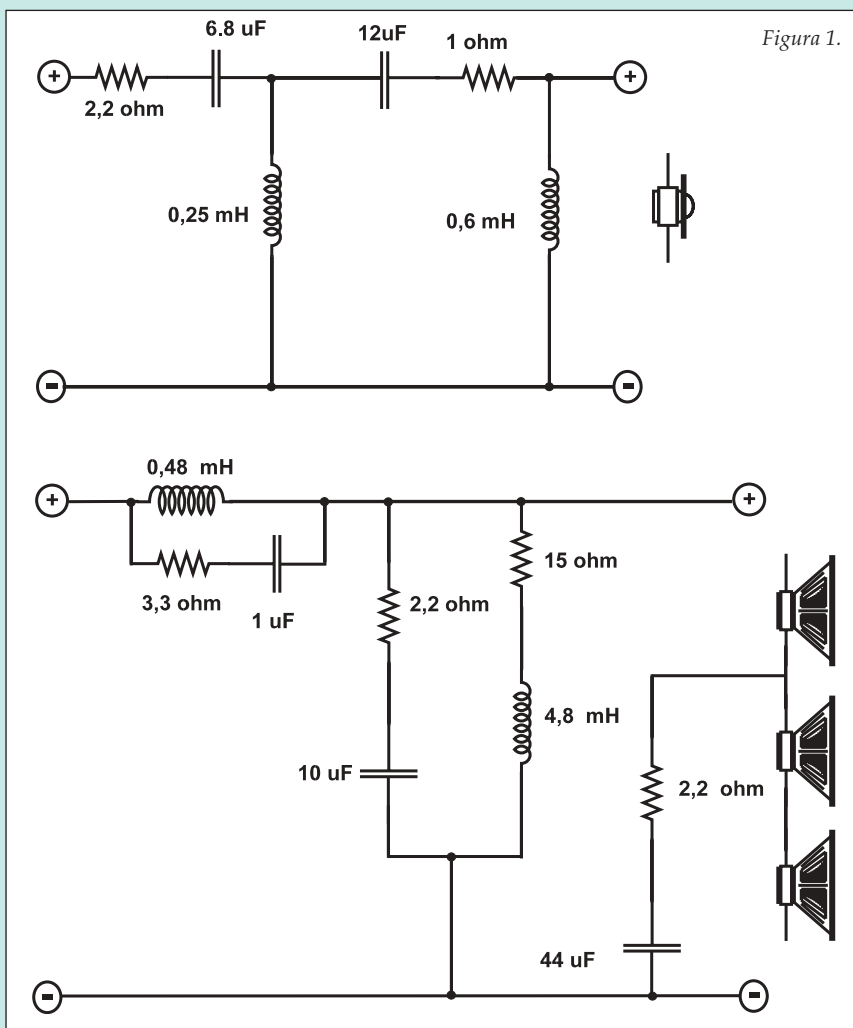 Figura 1.
6.8 uF
12uF
1 ohm
+
2,2 ohm
+
0,25 mH
0,6 mH
-
-
0,48 mH
+
+
15 ohm
3,3 ohm
1 uF
2,2 ohm
4,8 mH
10 uF
2,2 ohm
44 uF
-
-